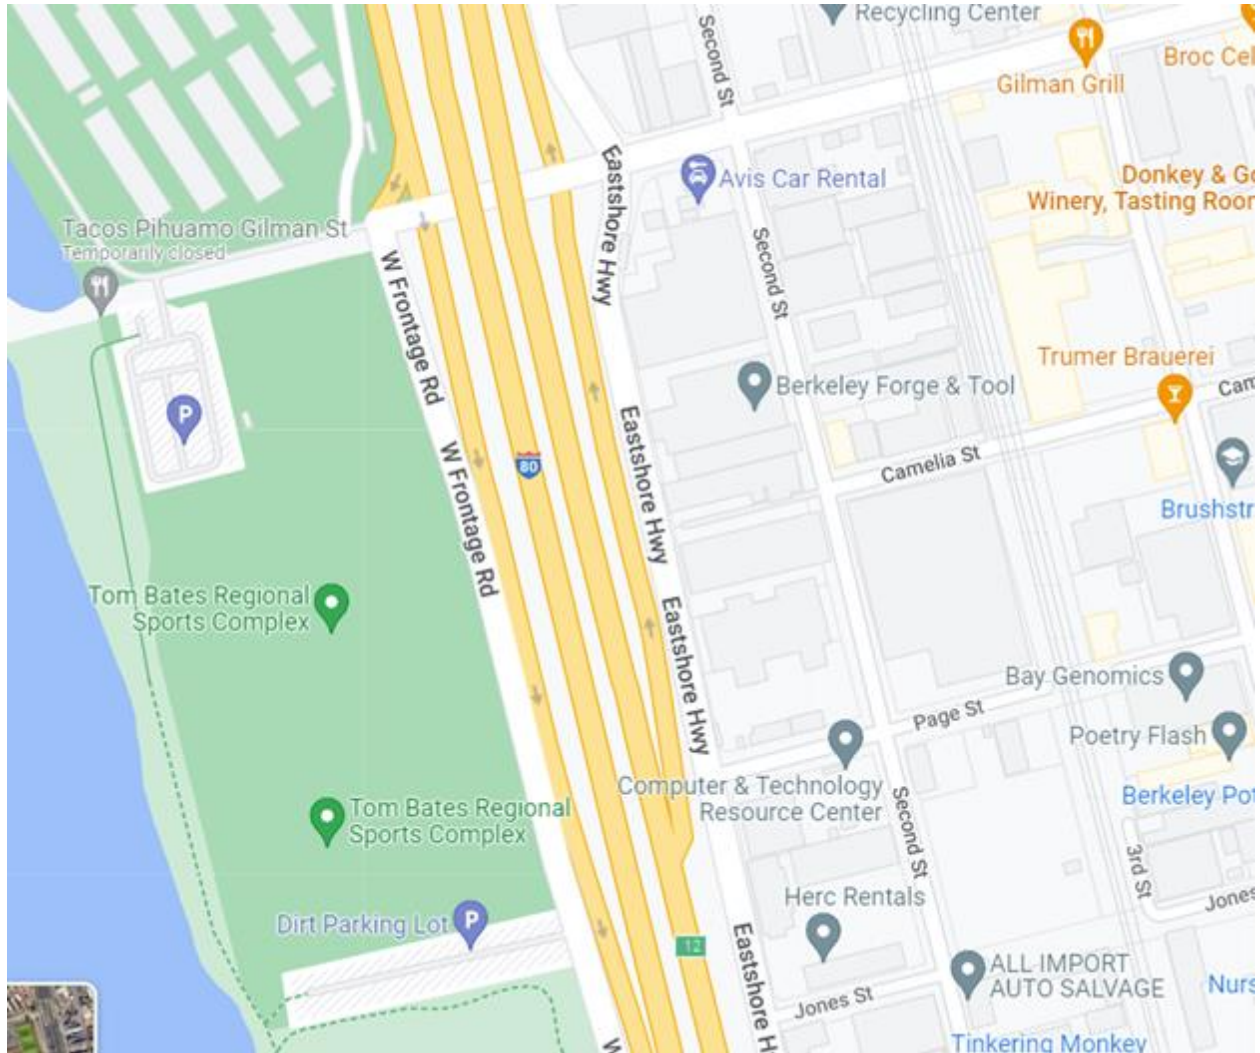 Recycling Center
Second St
Gilman Grill
Broc Cel
Eastshore Hwy
Avis Car Rental
Donkey & Go
Winery, Tasting Roor
Tacos Pihuamo Gilman St
Temporarily closed
Second St
W Frontage Rd
Trumer Brauerei
Berkeley Forge & Tool
Cam
P
Eastshore Hwy
W Frontage Rd
80
Camelia St
Brushstr
Tom Bates Regional
Sports Complex
Eastshore Hwy
Bay Genomics
Page St
Poetry Flash
Computer & Technology
Resource Center
Berkeley Pot
Tom Bates Regional
Sports Complex
Second St
3rd St
Herc Rentals
Jones
Dirt Parking Lot
P
12
Eastshore H
ALL IMPORT
AUTO SALVAGE
Nurs
Jones St
Tinkering Monkey
W